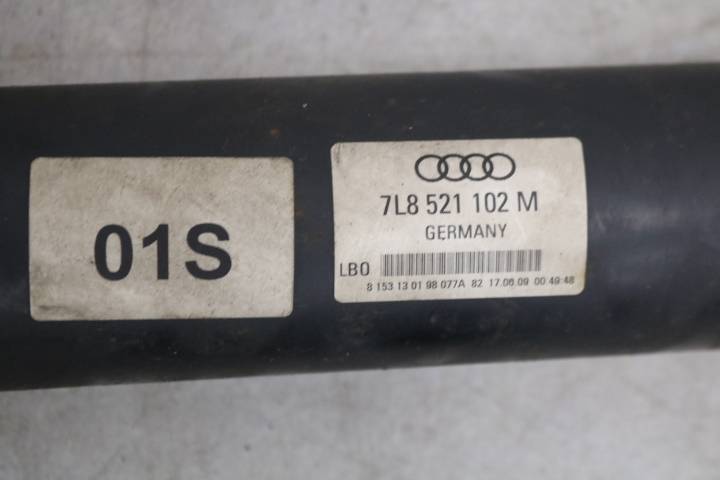 01S
7L8 521 102 M
GERMANY
LBO
8 153 13 01 98 077A 82 17.06.09 00:49:48